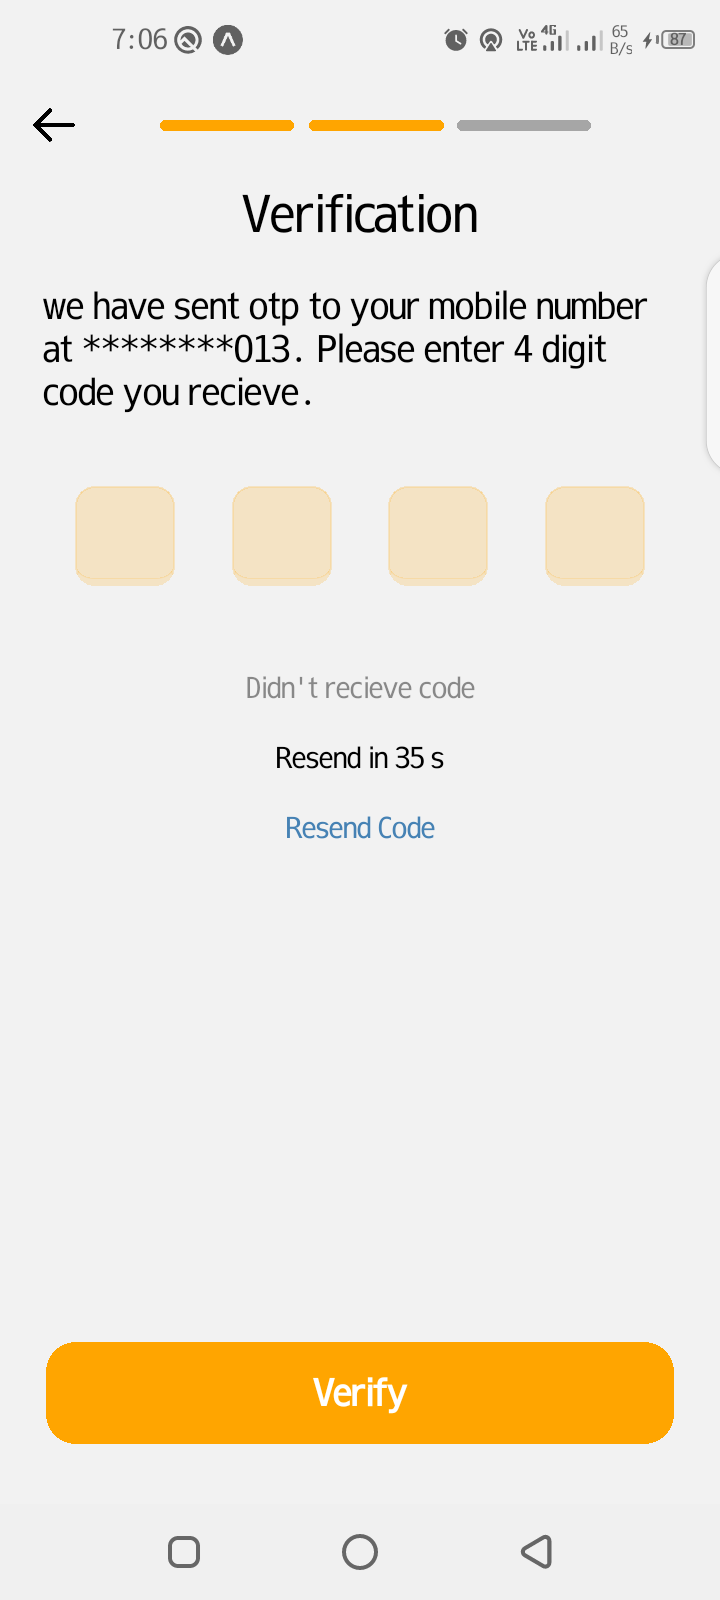 7:06 Vo LTE 4G 65 B/s 87
Verification
we have sent otp to your mobile number
at ********013. Please enter 4 digit
code you recieve.
Didn't recieve code
Resend in 35 s
Resend Code
Verify